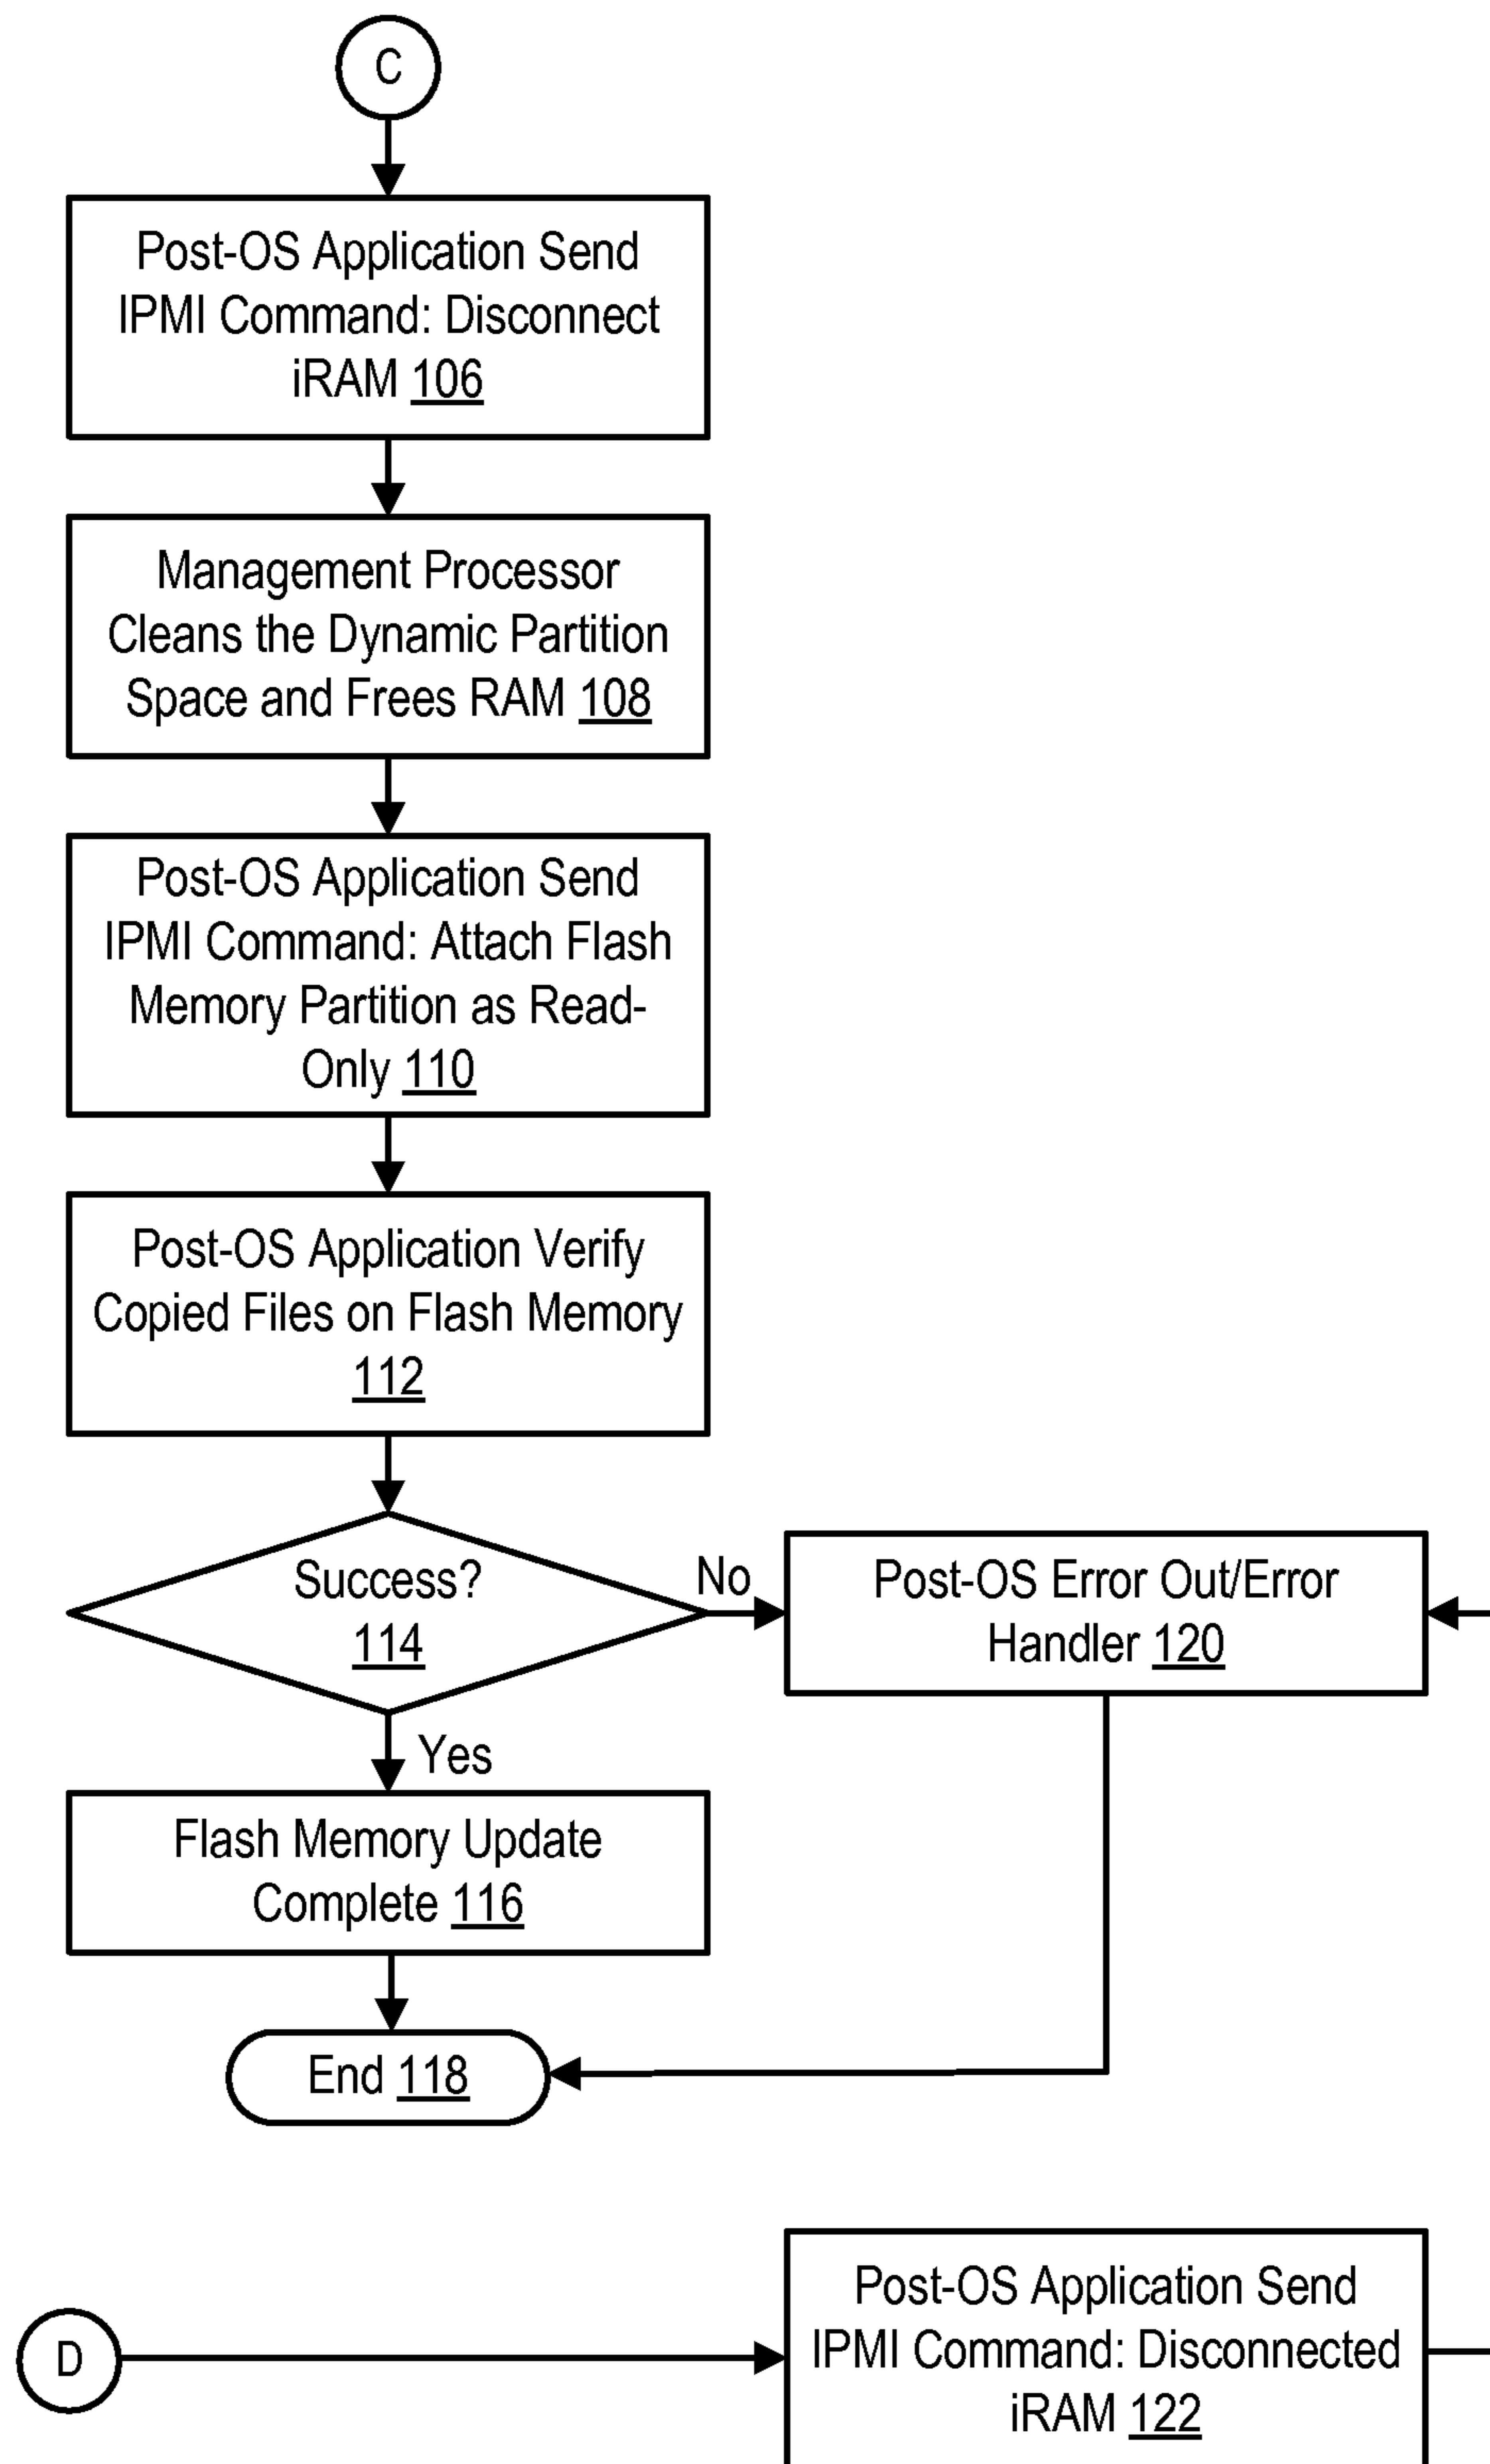 C
Post-OS Application Send
IPMI Command: Disconnect
iRAM 106
Management Processor
Cleans the Dynamic Partition
Space and Frees RAM 108
Post-OS Application Send
IPMI Command: Attach Flash
Memory Partition as Read-
Only 110
Post-OS Application Verify
Copied Files on Flash Memory
112
Success?
114
No
Post-OS Error Out/Error
Handler 120
Yes
Flash Memory Update
Complete 116
End 118
D
Post-OS Application Send
IPMI Command: Disconnected
iRAM 122